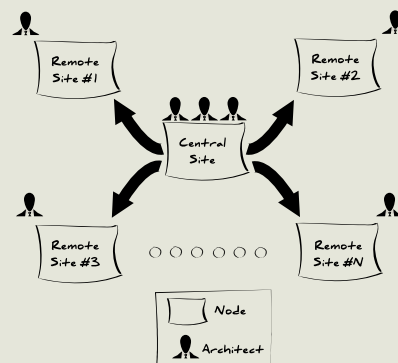 Remote
Site #1
Remote
Site #2
Central
Site
Remote
Site #3
Remote
Site #N
Node
Architect